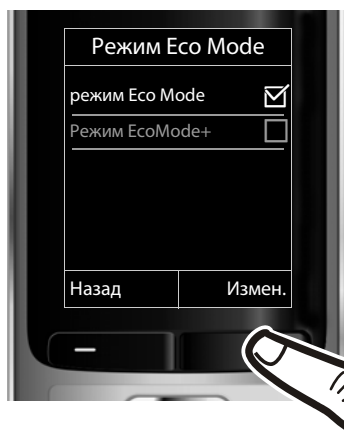 Режим Eco Mode
режим Eco Mode
Режим EcoMode+
Назад Измен.